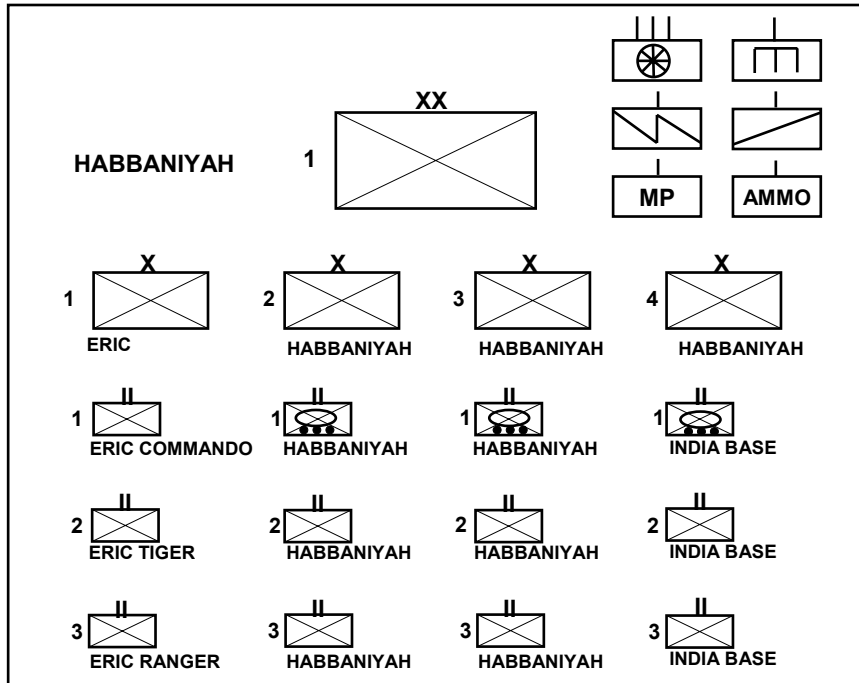 XX
HABBANIYAH 1
MP AMMO
X X X X
1 2 3 4
ERIC HABBANIYAH HABBANIYAH HABBANIYAH
II II II II
1 1 1 1
ERIC COMMANDO HABBANIYAH HABBANIYAH INDIA BASE
II II II II
2 2 2 2
ERIC TIGER HABBANIYAH HABBANIYAH INDIA BASE
II II II II
3 3 3 3
ERIC RANGER HABBANIYAH HABBANIYAH INDIA BASE